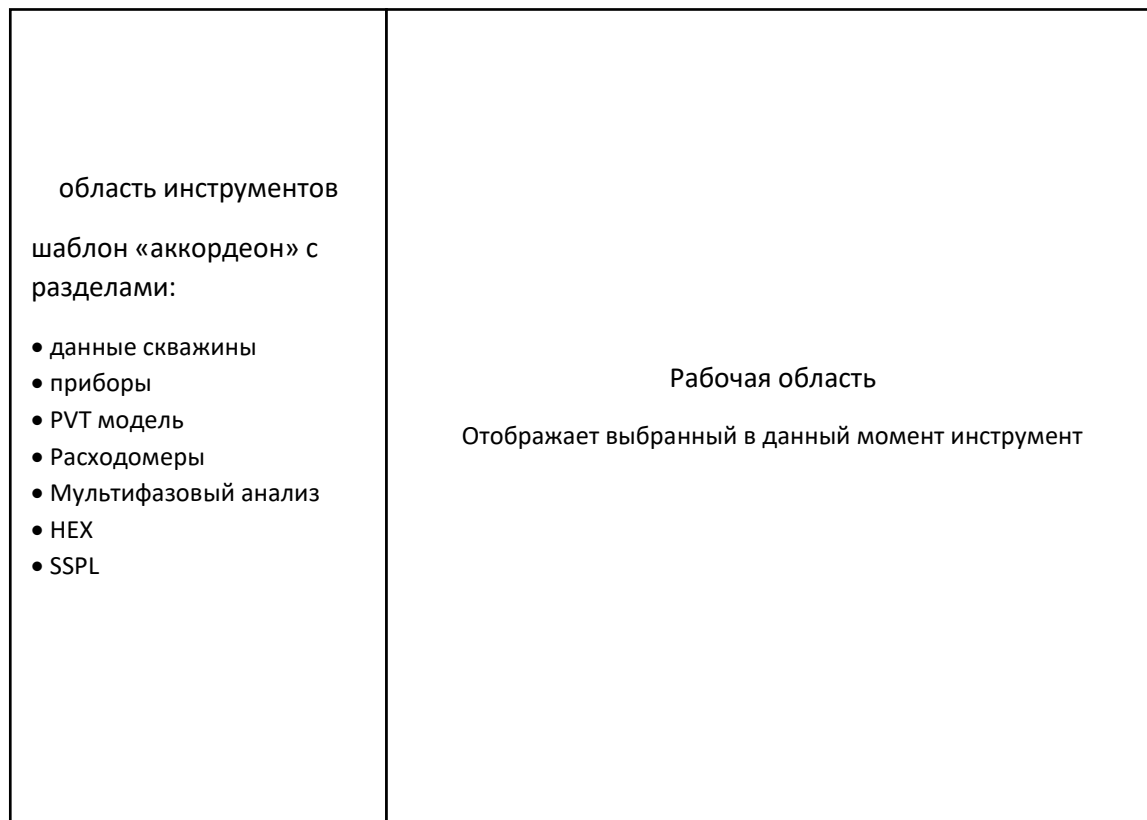 область инструментов
шаблон «аккордеон» с
разделами:
• данные скважины
• приборы
• PVT модель
• Расходомеры
• Мультифазовый анализ
• HEX
• SSPL
Рабочая область
Отображает выбранный в данный момент инструмент